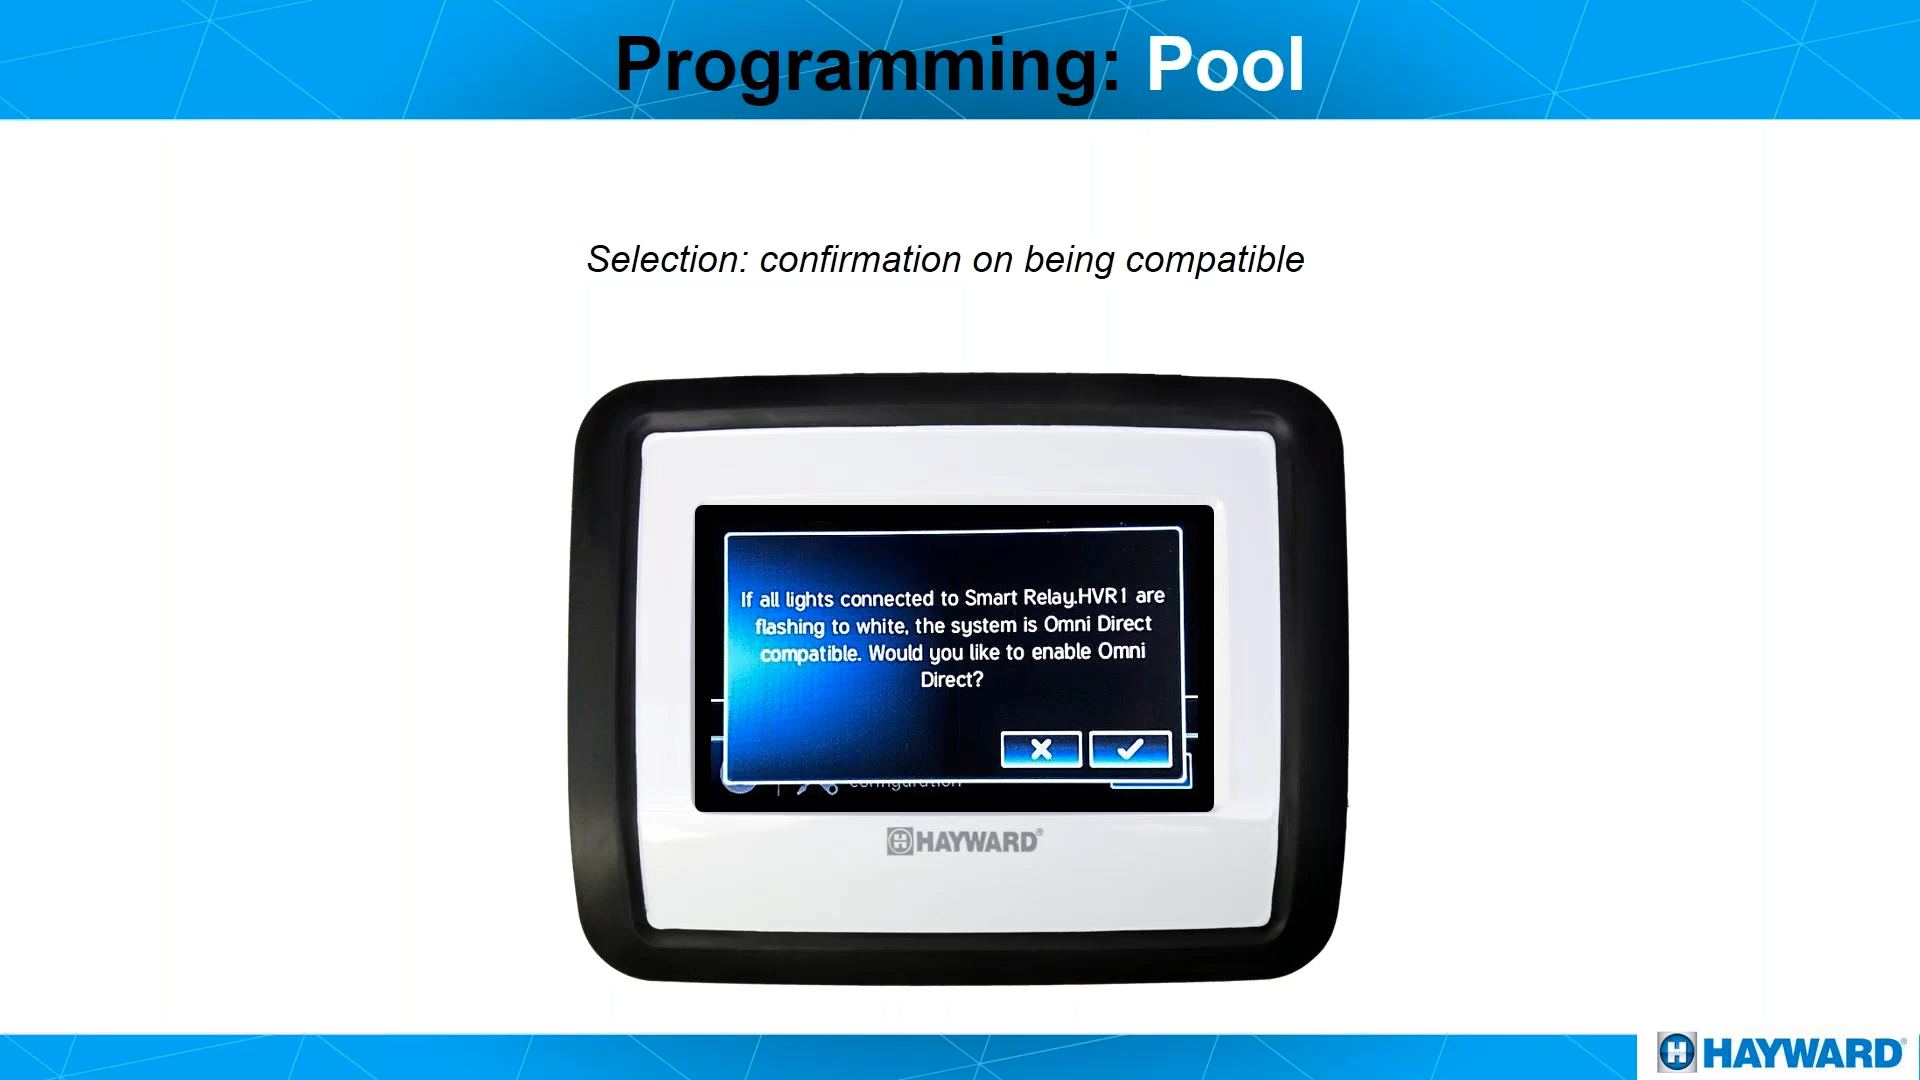 Programming: Pool
Selection: confirmation on being compatible
If all lights connected to Smart Relay.HVR1 are
flashing to white, the system is Omni Direct
compatible. Would you like to enable Omni
Direct?
configuration
HAYWARD®
HAYWARD®